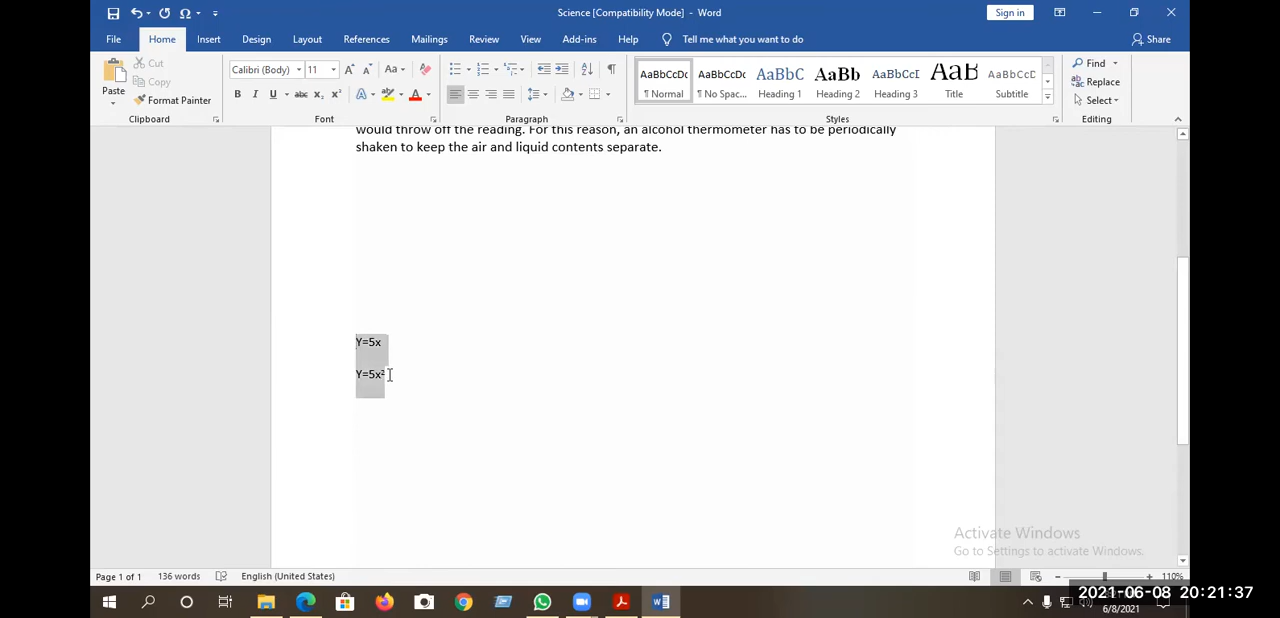 Science [Compatibility Mode] - Word
Sign in
File Home Insert Design Layout References Mailings Review View Add-ins Help Tell me what you want to do Share
Paste
Cut
Copy
Format Painter
Clipboard
Calibri (Body) 11
Font
Paragraph
AaBbCcDc AaBbCcDc AaBbC AaBb AaBbCcI AaB AaBbCcD
¶ Normal ¶ No Spac... Heading 1 Heading 2 Heading 3 Title Subtitle
Styles
Find
Replace
Select
Editing
would throw off the reading. For this reason, an alcohol thermometer has to be periodically
shaken to keep the air and liquid contents separate.
Y=5x
Y=5x²
Activate Windows
Go to Settings to activate Windows.
Page 1 of 1 136 words English (United States) 110%
2021-06-08 20:21:37
6/8/2021